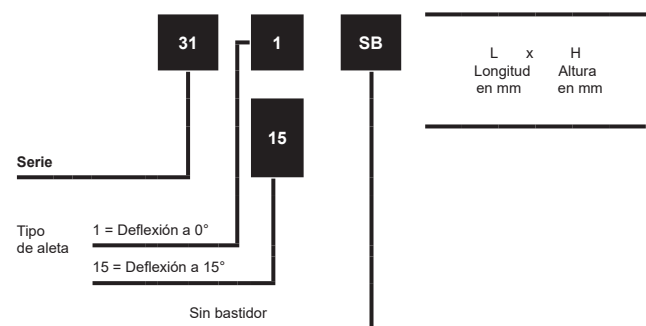 31 1 SB
L x H
Longitud Altura
en mm en mm
15
Serie
Tipo
de aleta
1 = Deflexión a 0°
15 = Deflexión a 15°
Sin bastidor